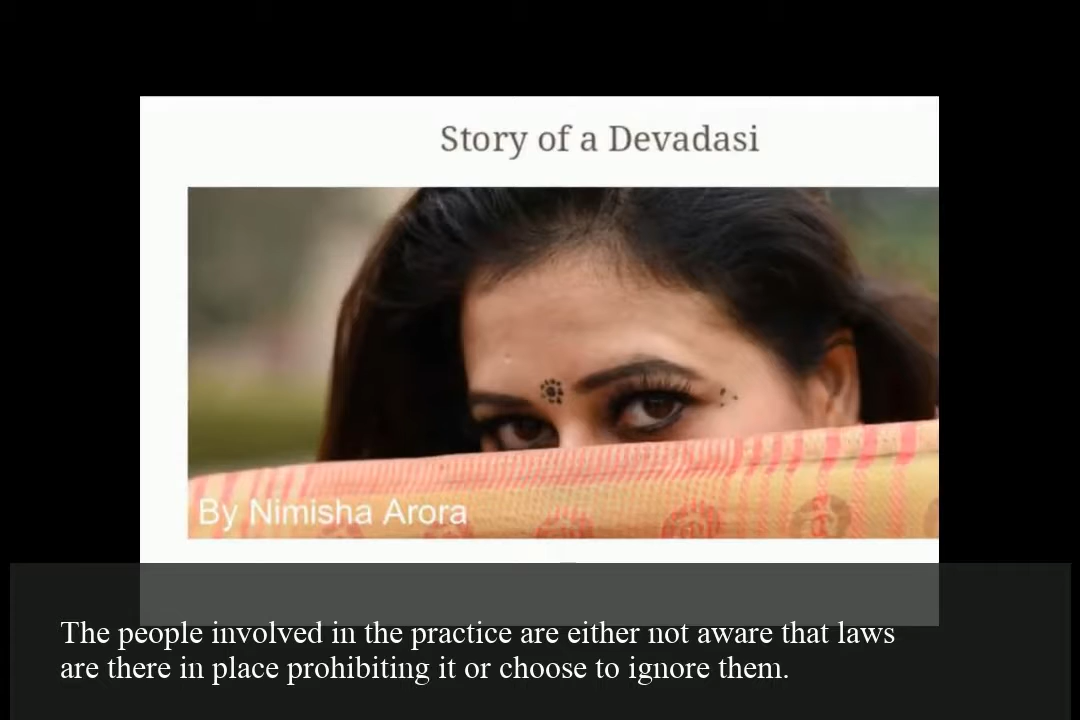 Story of a Devadasi
By Nimisha Arora
The people involved in the practice are either not aware that laws
are there in place prohibiting it or choose to ignore them.